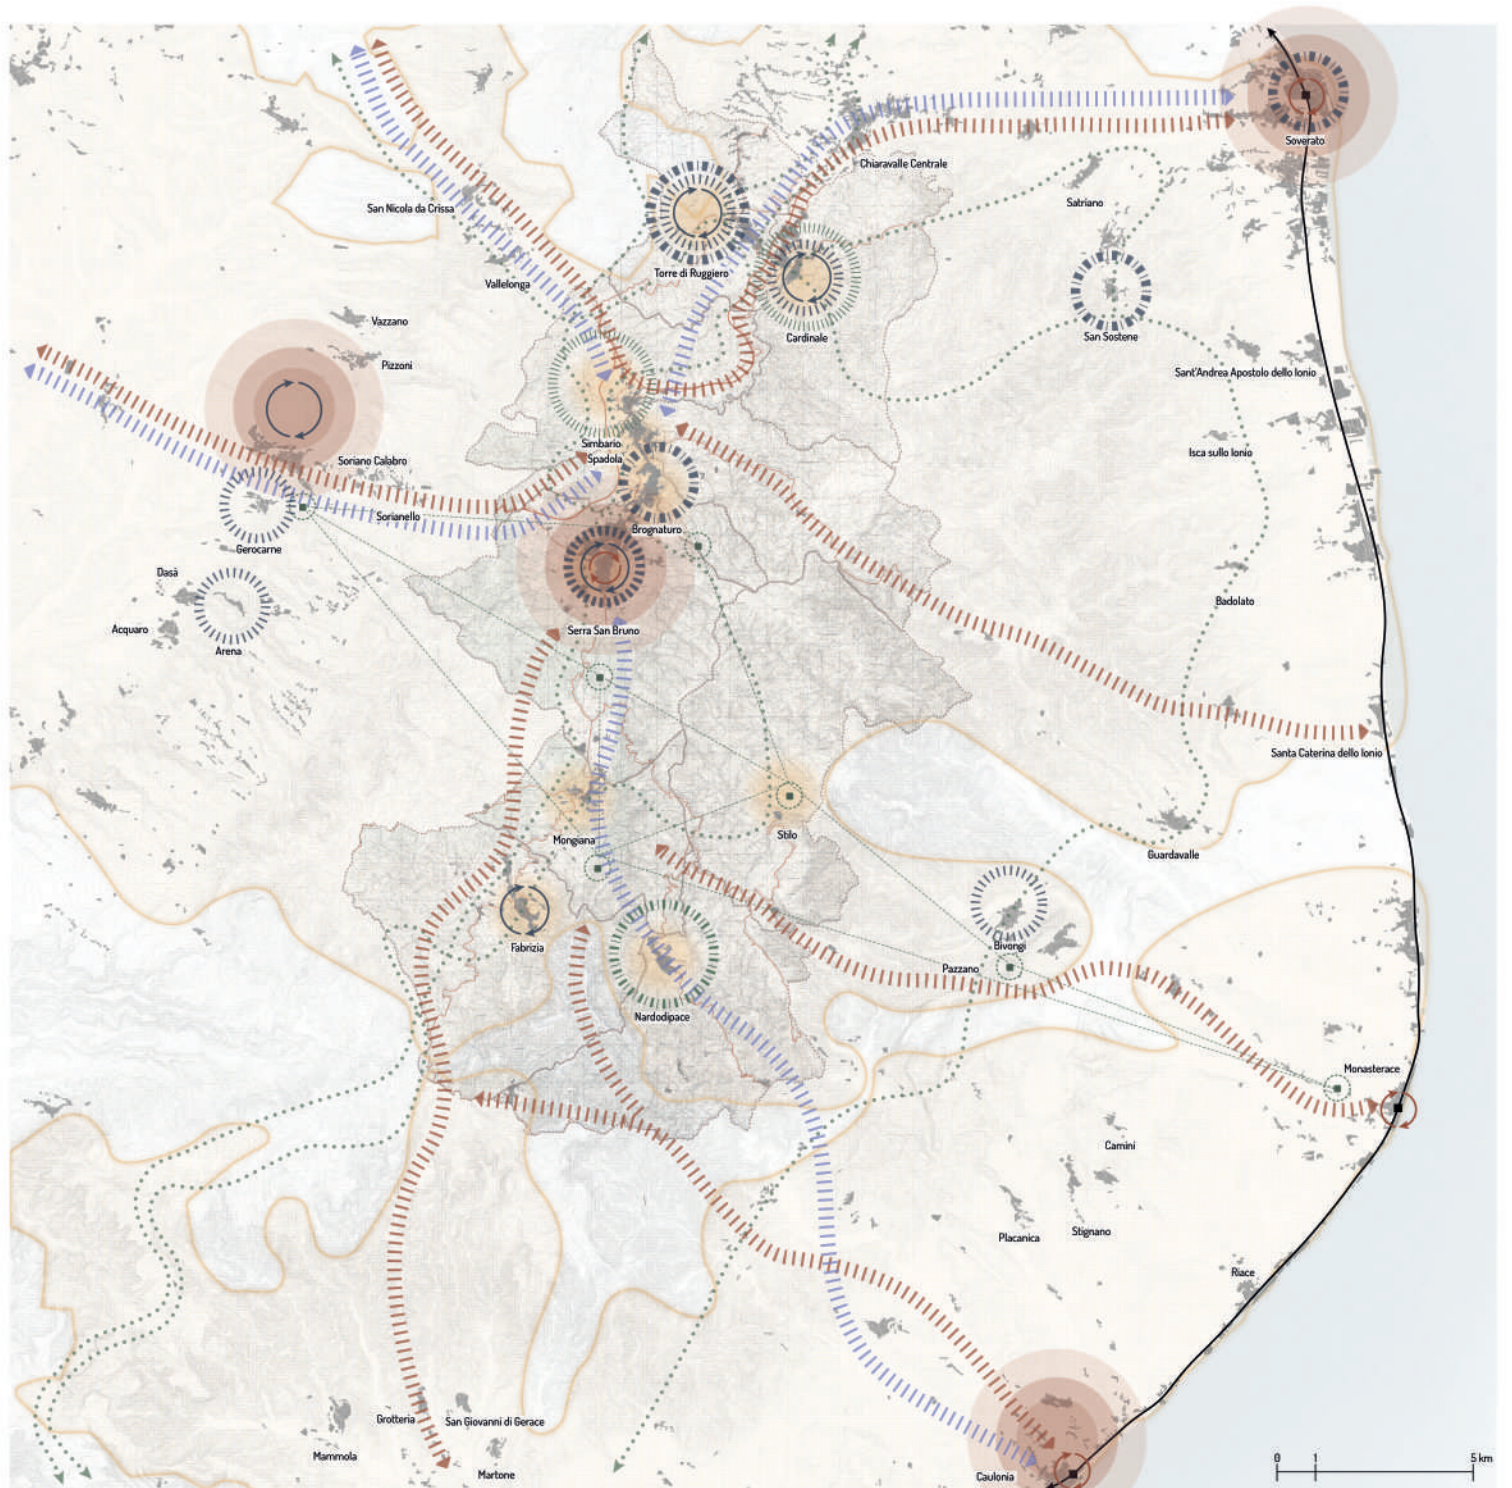 Soverato
Chiaravalle Centrale
Satriano
San Nicola da Crissa
Torre di Ruggiero
Vallelonga
Vazzano
Cardinale
San Sostene
Pizzoni
Sant'Andrea Apostolo dello Ionio
Simbario
Spadola
Isca sullo Ionio
Soriano Calabro
Sorianello
Brognaturo
Gerocarne
Dasà
Badolato
Acquaro
Arena
Serra San Bruno
Santa Caterina dello Ionio
Mongiana
Stilo
Guardavalle
Fabrizia
Bivongi
Pazzano
Nardodipace
Monasterace
Camini
Placanica
Stignano
Riace
Grotteria
San Giovanni di Gerace
Mammola
Martone
Caulonia
0 1 5 km